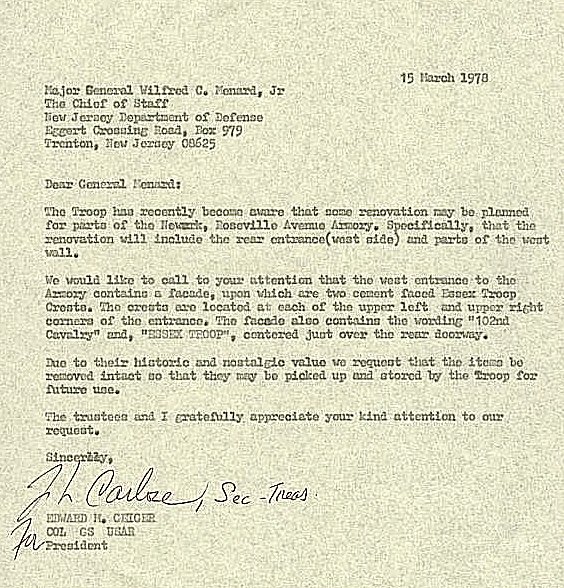 15 March 1978
Major General Wilfred C. Menard, Jr
The Chief of Staff
New Jersey Department of Defense
Eggert Crossing Road, Box 979
Trenton, New Jersey 08625
Dear General Menard:
The Troop has recently become aware that some renovation may be planned
for parts of the Newark, Roseville Avenue Armory. Specifically, that the
renovation will include the rear entrance(west side) and parts of the west
wall.
We would like to call to your attention that the west entrance to the
Armory contains a facade, upon which are two cement faced Essex Troop
Crests. The crests are located at each of the upper left and upper right
corners of the entrance. The facade also contains the wording "102nd
Cavalry" and, "ESSEX TROOP", centered just over the rear doorway.
Due to their historic and nostalgic value we request that the items be
removed intact so that they may be picked up and stored by the Troop for
future use.
The trustees and I gratefully appreciate your kind attention to our
request.
Sincerely,
J L , Sec-Treas.
EDWARD M. GEIGER
COL GS USAR
For President